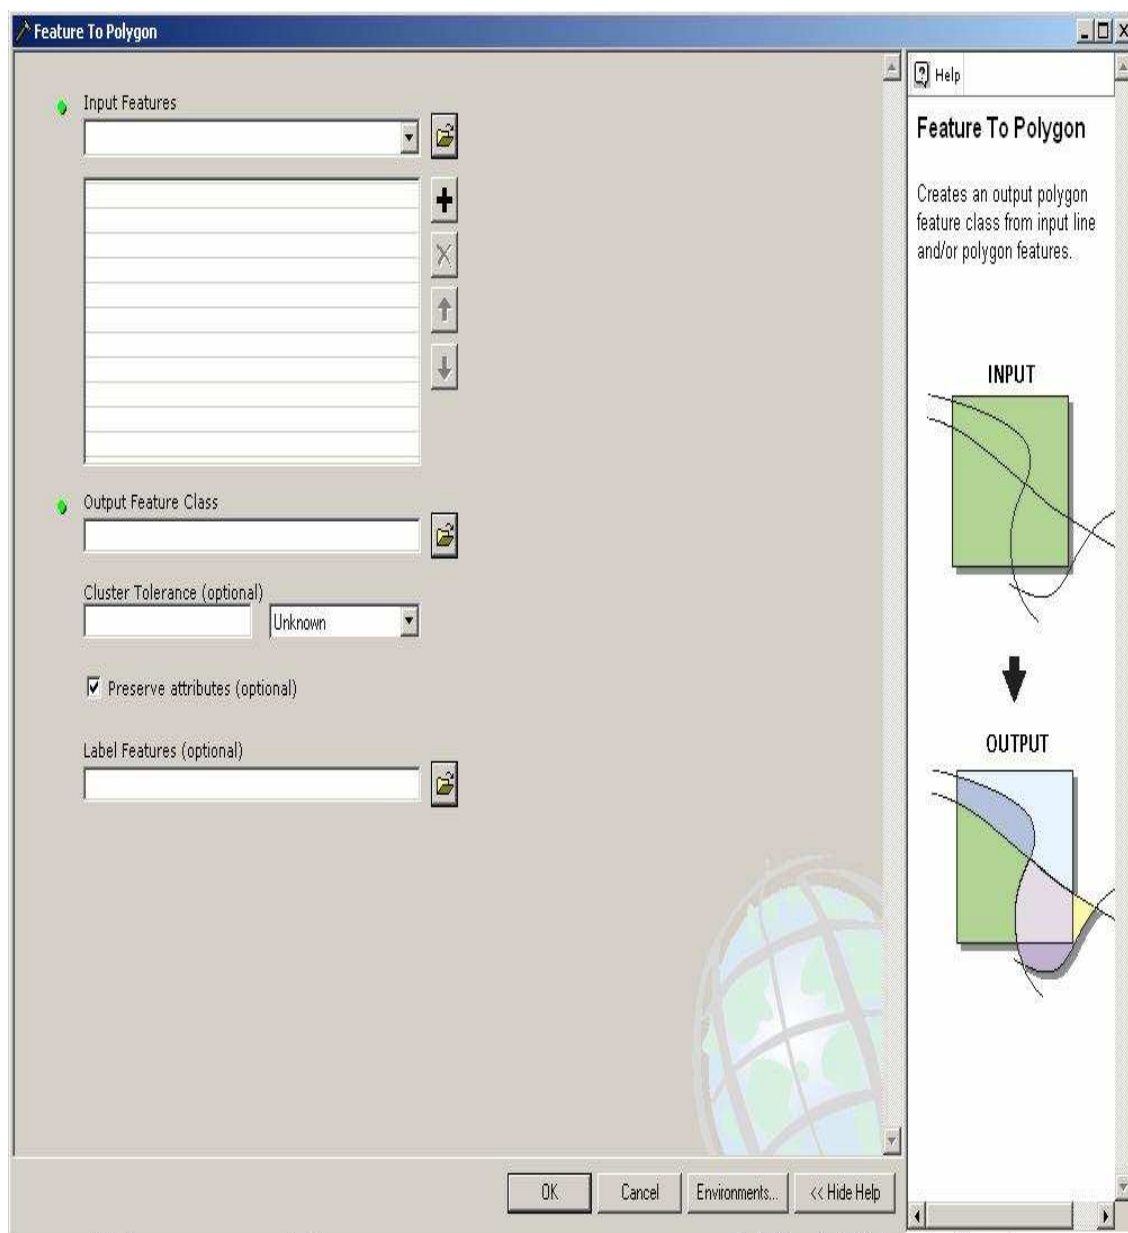 Feature To Polygon
Input Features
Output Feature Class
Cluster Tolerance (optional)
Unknown
Preserve attributes (optional)
Label Features (optional)
OK
Cancel
Environments...
<< Hide Help
Help
Feature To Polygon
Creates an output polygon
feature class from input line
and/or polygon features.
INPUT
OUTPUT